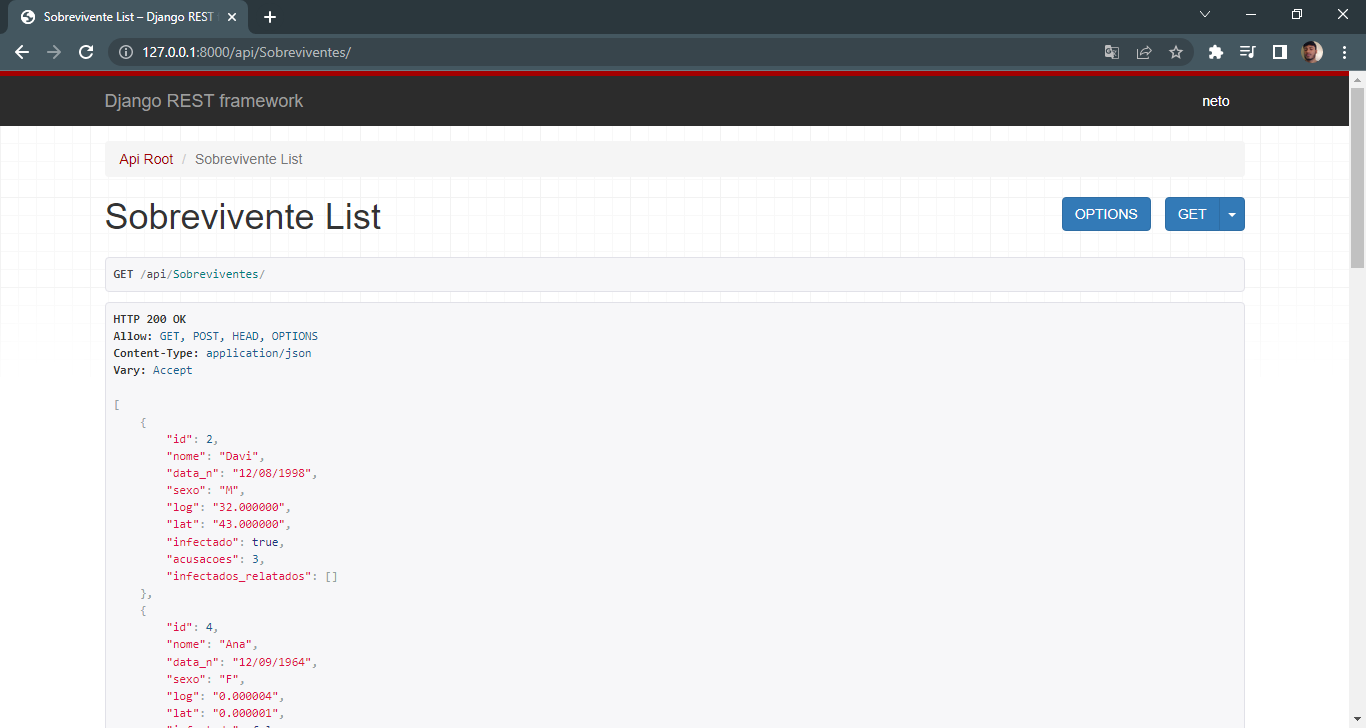 Sobrevivente List – Django REST
127.0.0.1:8000/api/Sobreviventes/
Django REST framework
neto
Api Root / Sobrevivente List
Sobrevivente List
OPTIONS
GET
GET /api/Sobreviventes/
HTTP 200 OK
Allow: GET, POST, HEAD, OPTIONS
Content-Type: application/json
Vary: Accept
[
{
"id": 2,
"nome": "Davi",
"data_n": "12/08/1998",
"sexo": "M",
"log": "32.000000",
"lat": "43.000000",
"infectado": true,
"acusacoes": 3,
"infectados_relatados": []
},
{
"id": 4,
"nome": "Ana",
"data_n": "12/09/1964",
"sexo": "F",
"log": "0.000004",
"lat": "0.000001",